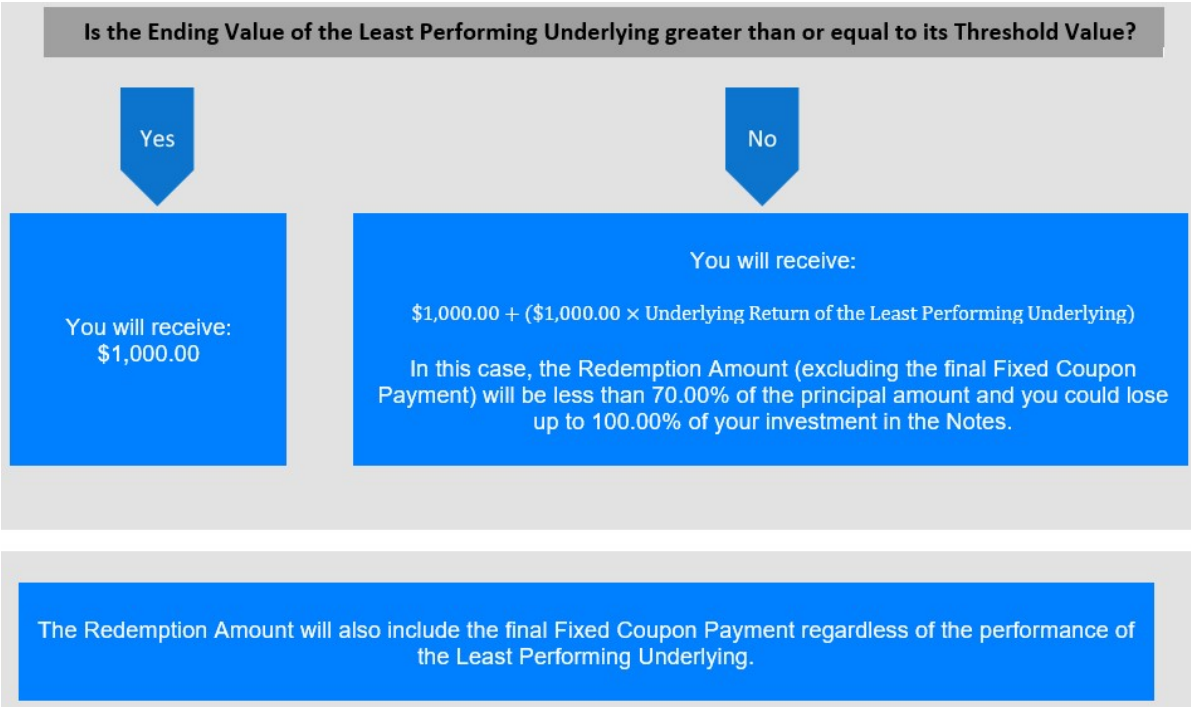 Is the Ending Value of the Least Performing Underlying greater than or equal to its Threshold Value?
Yes
No
You will receive:
$1,000.00
You will receive:
$1,000.00 + ($1,000.00 × Underlying Return of the Least Performing Underlying)
In this case, the Redemption Amount (excluding the final Fixed Coupon
Payment) will be less than 70.00% of the principal amount and you could lose
up to 100.00% of your investment in the Notes.
The Redemption Amount will also include the final Fixed Coupon Payment regardless of the performance of
the Least Performing Underlying.